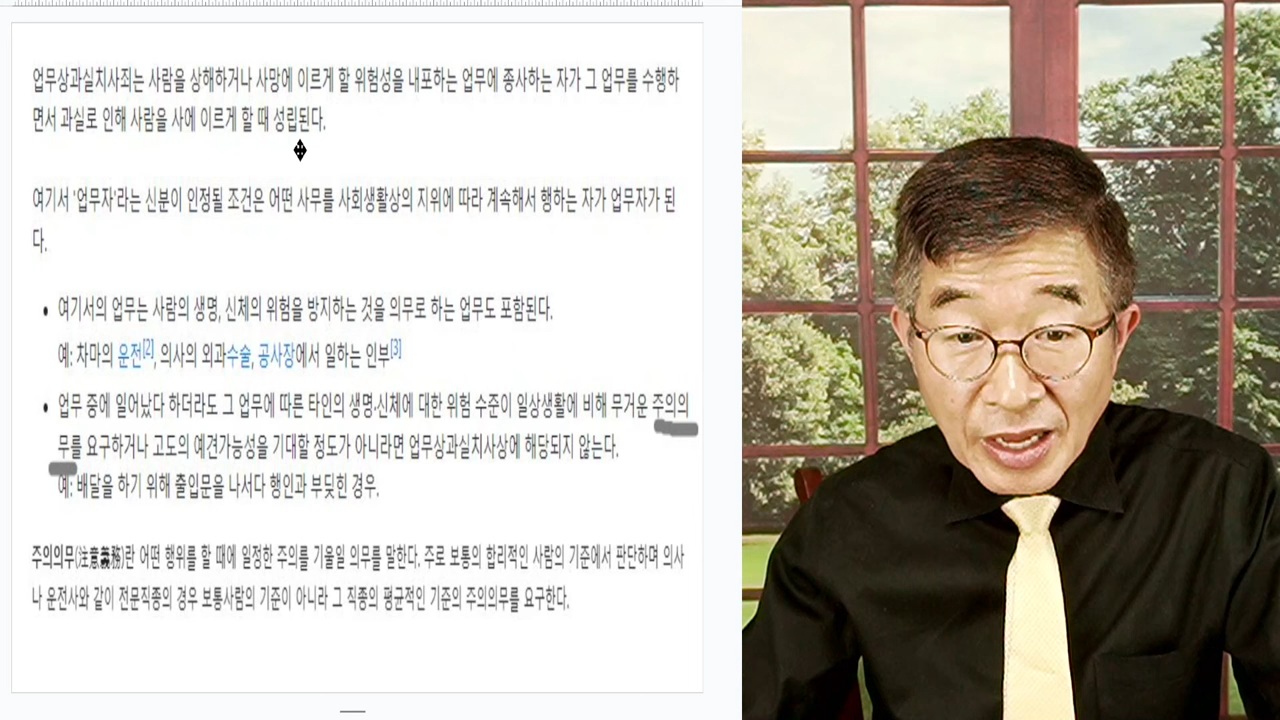 업무상과실치사죄는 사람을 상해하거나 사망에 이르게 할 위험성을 내포하는 업무에 종사하는 자가 그 업무를 수행하
면서 과실로 인해 사람을 사에 이르게 할 때 성립된다.
여기서 '업무자'라는 신분이 인정될 조건은 어떤 사무를 사회생활상의 지위에 따라 계속해서 행하는 자가 업무자가 된
다.
• 여기서의 업무는 사람의 생명, 신체의 위험을 방지하는 것을 의무로 하는 업무도 포함된다.
예: 차마의 운전[2], 의사의 외과수술, 공사장에서 일하는 인부[3]
• 업무 중에 일어났다 하더라도 그 업무에 따른 타인의 생명·신체에 대한 위험 수준이 일상생활에 비해 무거운 주의의
무를 요구하거나 고도의 예견가능성을 기대할 정도가 아니라면 업무상과실치사상에 해당되지 않는다.
예: 배달을 하기 위해 출입문을 나서다 행인과 부딪힌 경우.
주의의무(注意義務)란 어떤 행위를 할 때에 일정한 주의를 기울일 의무를 말한다. 주로 보통의 합리적인 사람의 기준에서 판단하며 의사
나 운전사와 같이 전문직종의 경우 보통사람의 기준이 아니라 그 직종의 평균적인 기준의 주의의무를 요구한다.